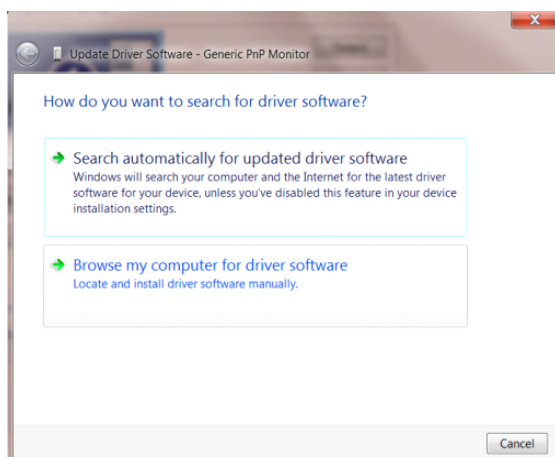 X
Update Driver Software - Generic PnP Monitor
How do you want to search for driver software?
Search automatically for updated driver software
Windows will search your computer and the Internet for the latest driver
software for your device, unless you've disabled this feature in your device
installation settings.
Browse my computer for driver software
Locate and install driver software manually.
Cancel